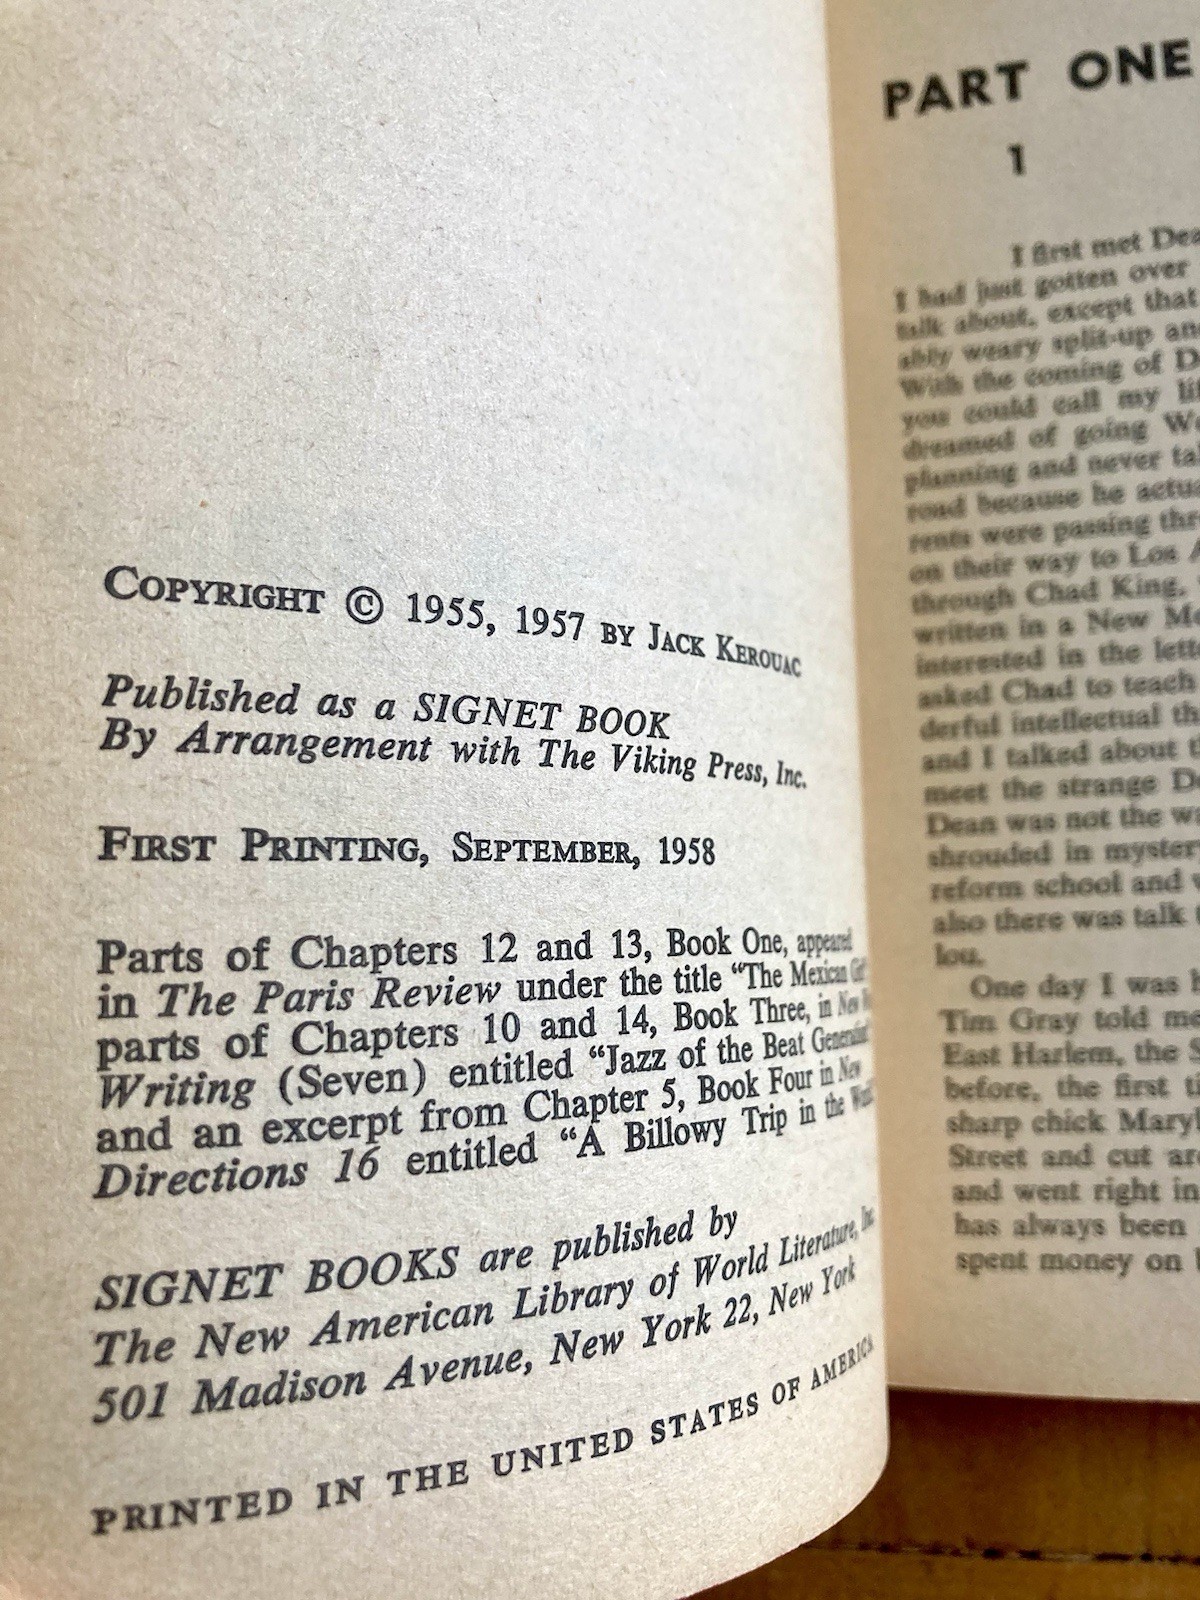 COPYRIGHT © 1955, 1957 BY JACK KEROUAC
Published as a SIGNET BOOK
By Arrangement with The Viking Press, Inc.
FIRST PRINTING, SEPTEMBER, 1958
Parts of Chapters 12 and 13, Book One, appeared
in The Paris Review under the title “The Mexican Girl
parts of Chapters 10 and 14, Book Three, in New
Writing (Seven) entitled “Jazz of the Beat Generation”
and an excerpt from Chapter 5, Book Four in New
Directions 16 entitled “A Billowy Trip in the World
SIGNET BOOKS are published by
The New American Library of World Literature, Inc.
501 Madison Avenue, New York 22, New York
PRINTED IN THE UNITED STATES OF AMERICA
PART ONE
1
I first met
I had just gotten over
talk about, except that
ably weary split-up
With the coming of
you could call my
dreamed of going
planning and never
road because he
rents were passing
on their way to Los
through Chad King,
written in a New
interested in the
asked Chad to teach
derful intellectual
and I talked about
meet the strange
Dean was not the
shrouded in
reform school and
also there was talk
lou.
One day I was
Tim Gray told me
East Harlem, the
before, the first
sharp chick
Street and cut
and went right in
has always been
spent money on